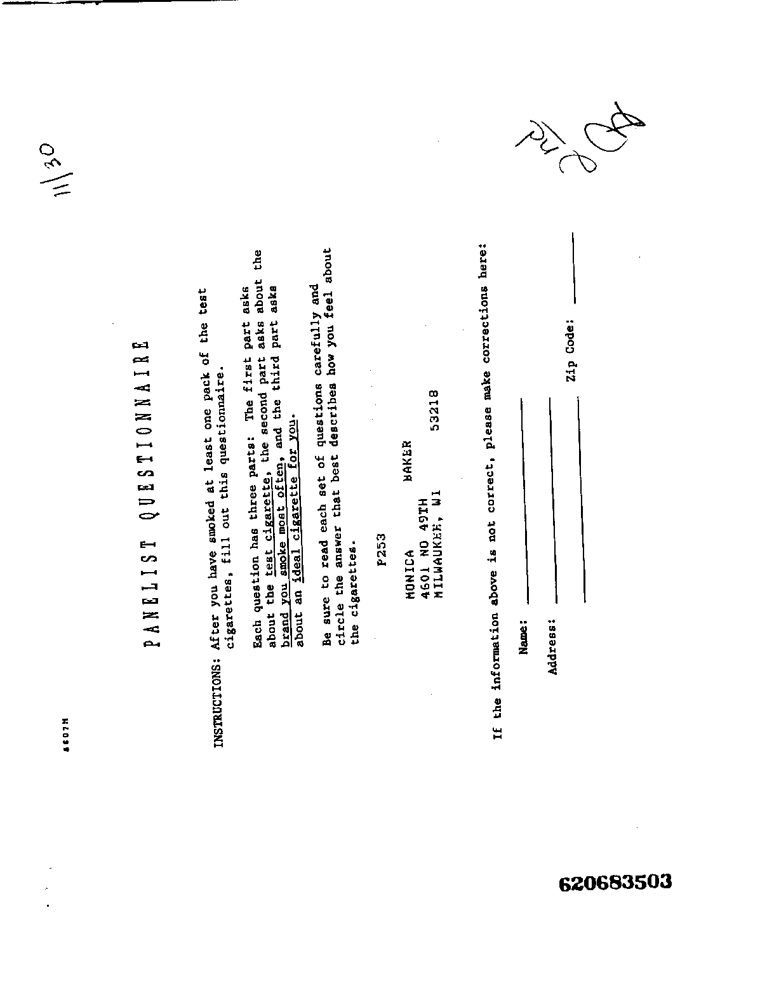 11/30
6607M
PANELIST QUESTIONNAIRE
INSTRUCTIONS: After you have smoked at least one pack of the test
cigarettes, fill out this questionnaire.
Each question has three parts: The first part asks
about the test cigarette, the second part asks about the
brand you smoke most often, and the third part asks
about an ideal cigarette for you.
Be sure to read each set of questions carefully and
circle the answer that best describes how you feel about
the cigarettes.
P253
MONICA BAKER
4601 NO 49TH
MILWAUKEE, WI 53218
If the information above is not correct, please make corrections here:
Name:
Address:
Zip Code:
620683503